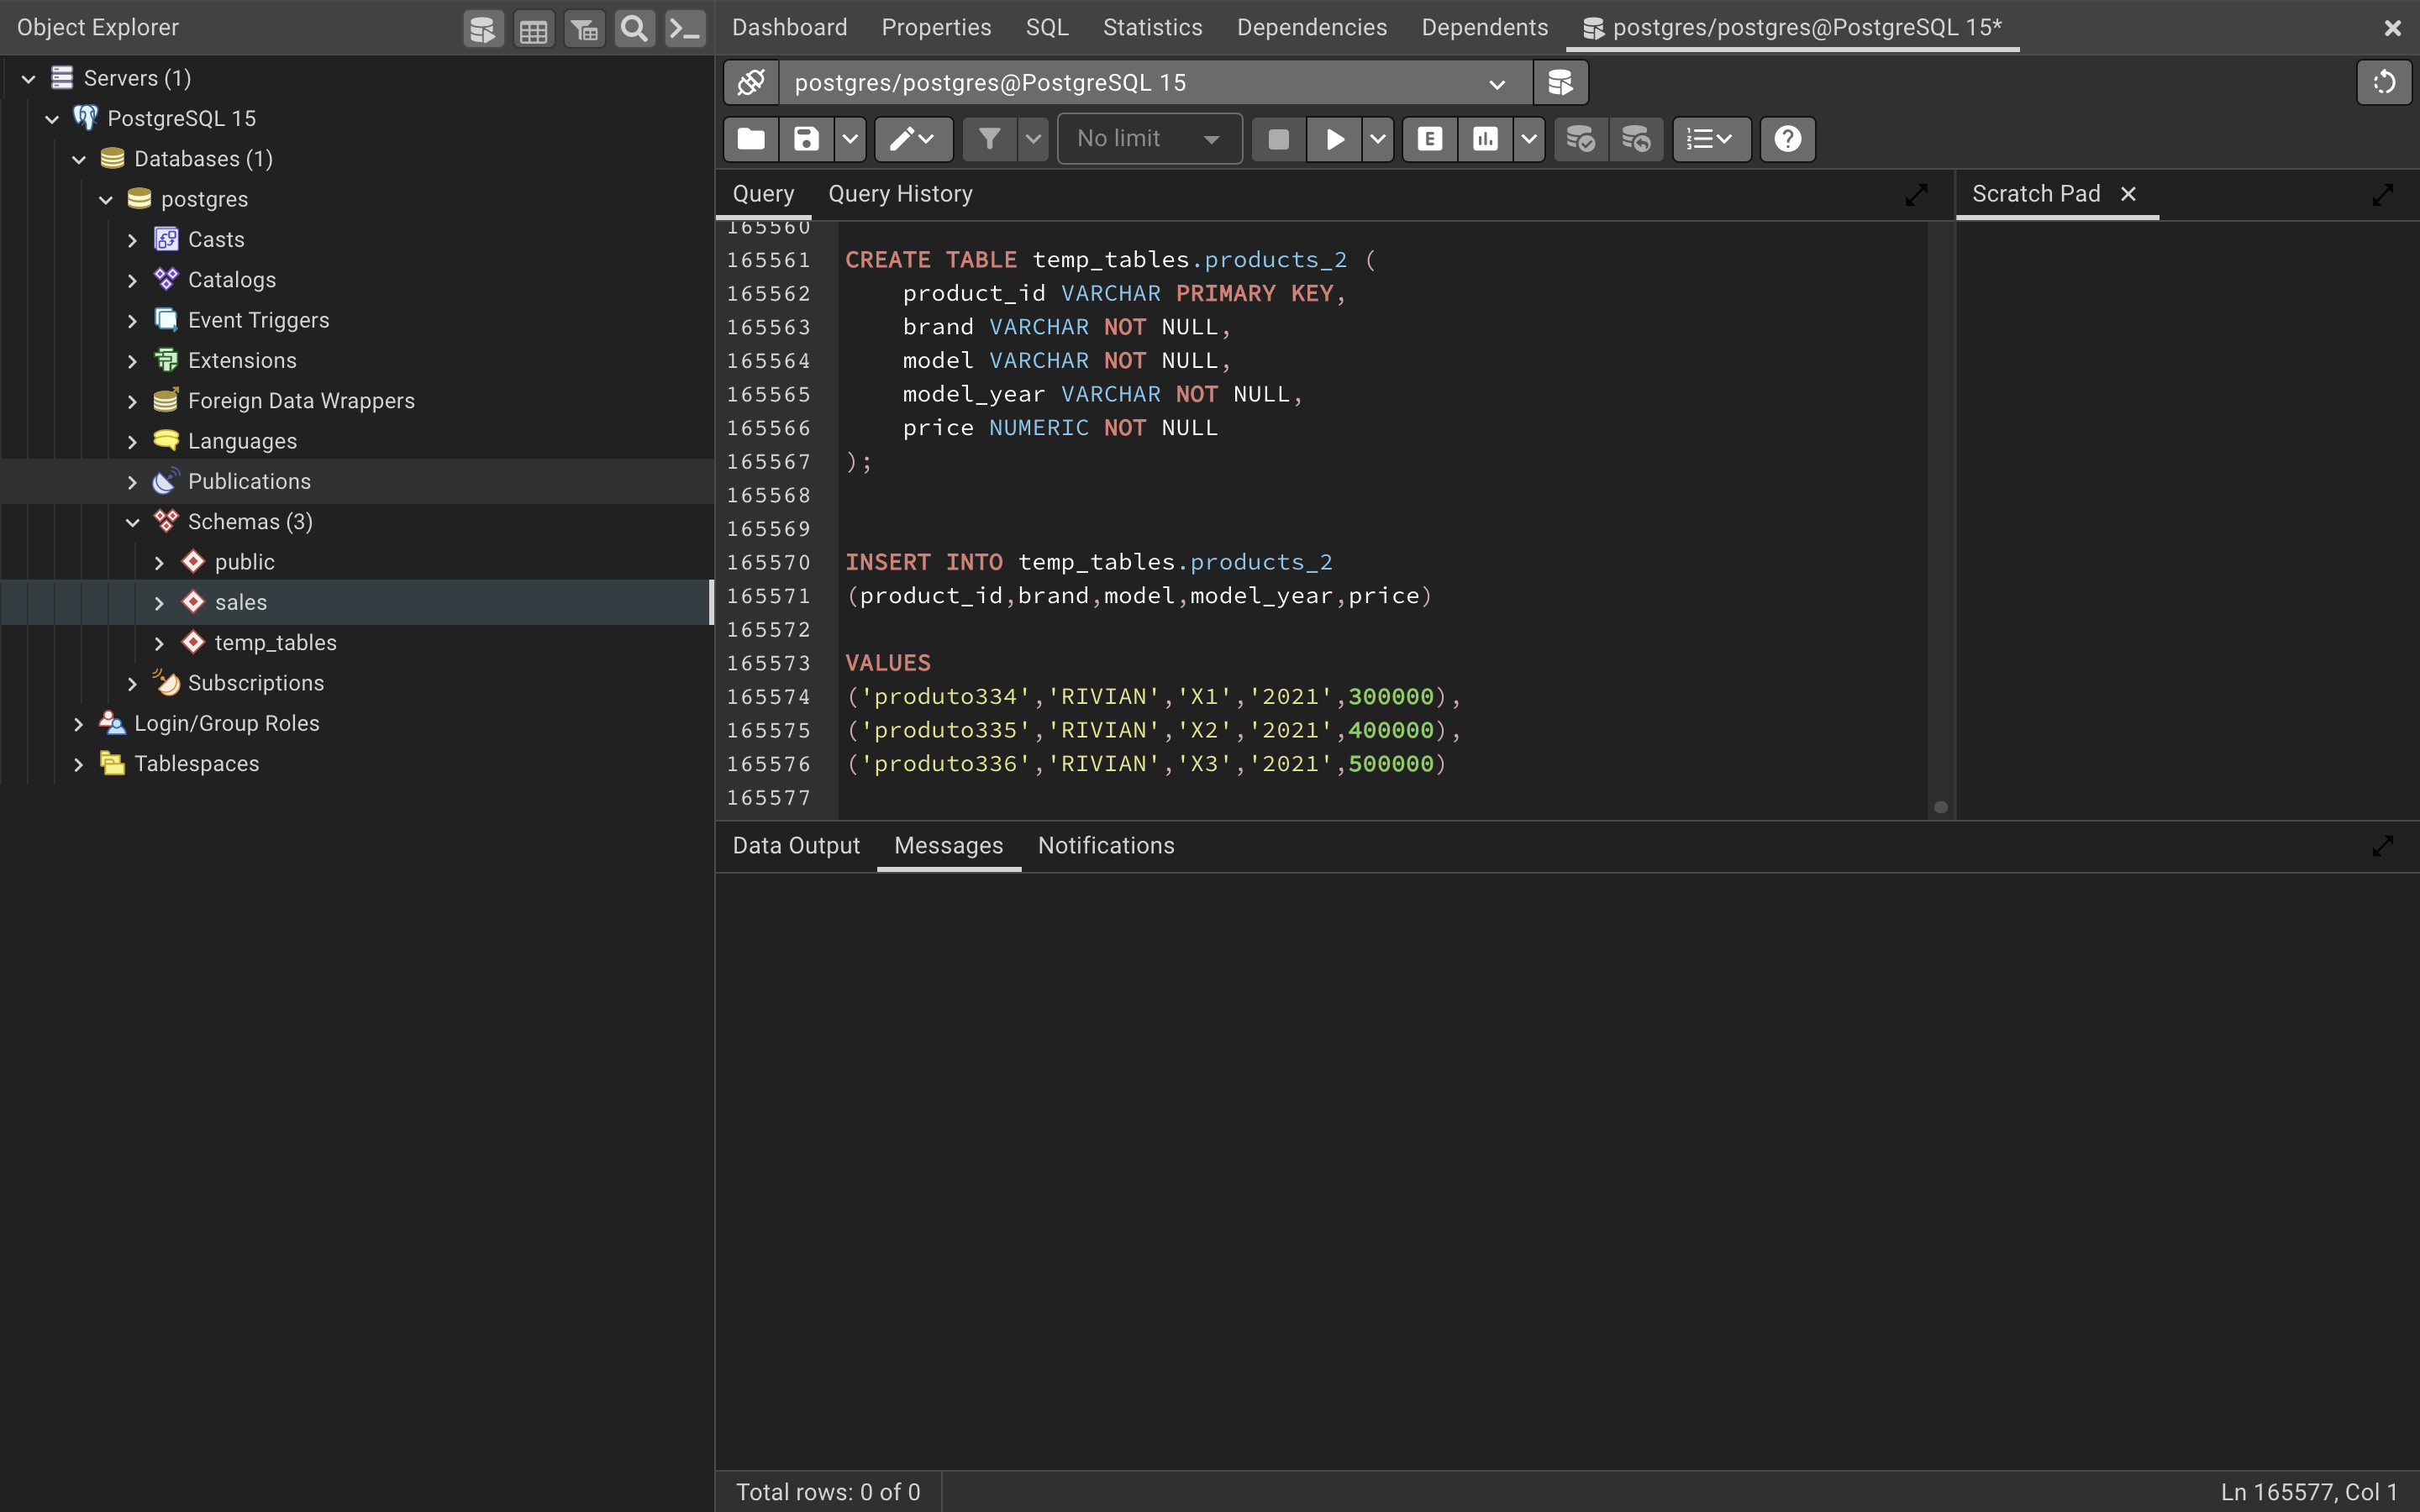 Object Explorer
Servers (1)
PostgreSQL 15
Databases (1)
postgres
Casts
Catalogs
Event Triggers
Extensions
Foreign Data Wrappers
Languages
Publications
Schemas (3)
public
sales
temp_tables
Subscriptions
Login/Group Roles
Tablespaces
Dashboard Properties SQL Statistics Dependencies Dependents postgres/postgres@PostgreSQL 15*
postgres/postgres@PostgreSQL 15
No limit E
Query Query History
Scratch Pad
165560
165561 CREATE TABLE temp_tables.products_2 (
165562 product_id VARCHAR PRIMARY KEY,
165563 brand VARCHAR NOT NULL,
165564 model VARCHAR NOT NULL,
165565 model_year VARCHAR NOT NULL,
165566 price NUMERIC NOT NULL
165567 );
165568
165569
165570 INSERT INTO temp_tables.products_2
165571 (product_id,brand,model,model_year,price)
165572
165573 VALUES
165574 ('produto334','RIVIAN','X1','2021',300000),
165575 ('produto335','RIVIAN','X2','2021',400000),
165576 ('produto336','RIVIAN','X3','2021',500000)
165577
Data Output Messages Notifications
Total rows: 0 of 0
Ln 165577, Col 1